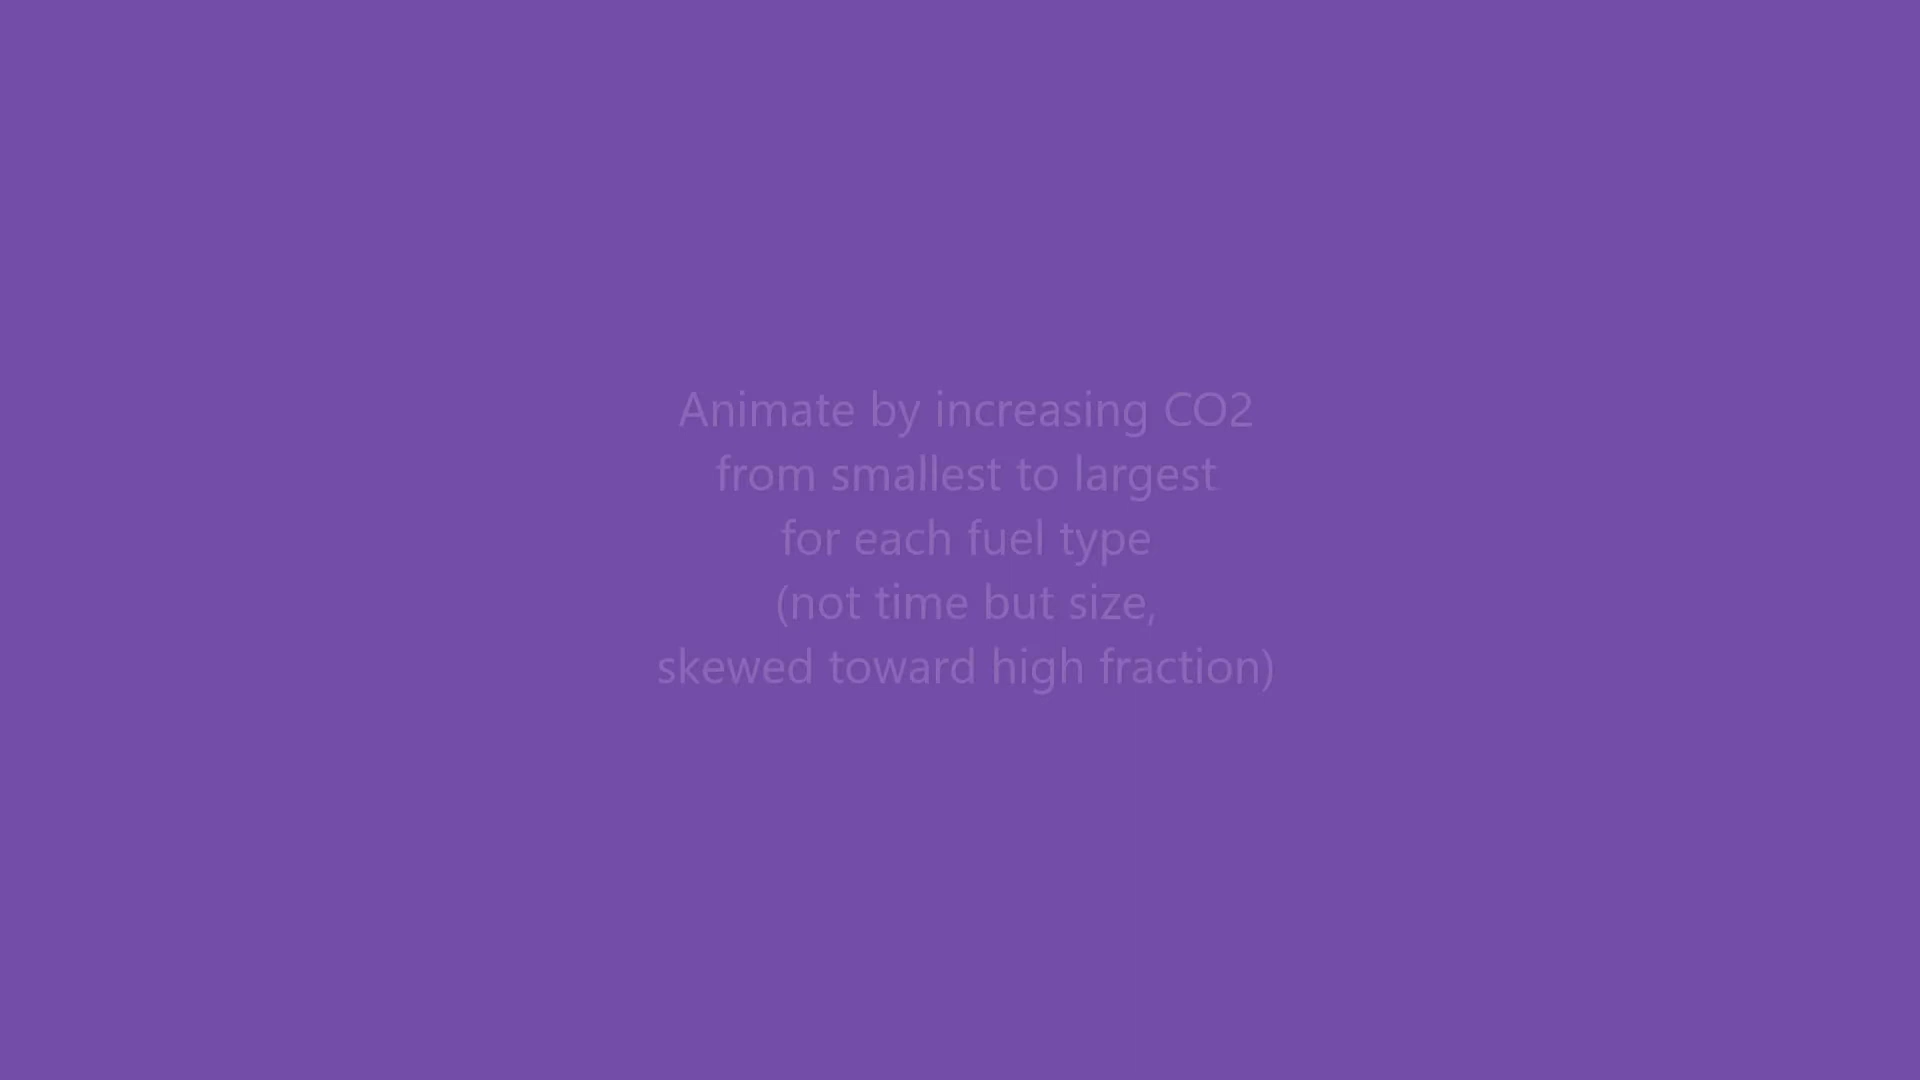 Animate by increasing CO2
from smallest to largest
for each fuel type
(not time but size,
skewed toward high fraction)